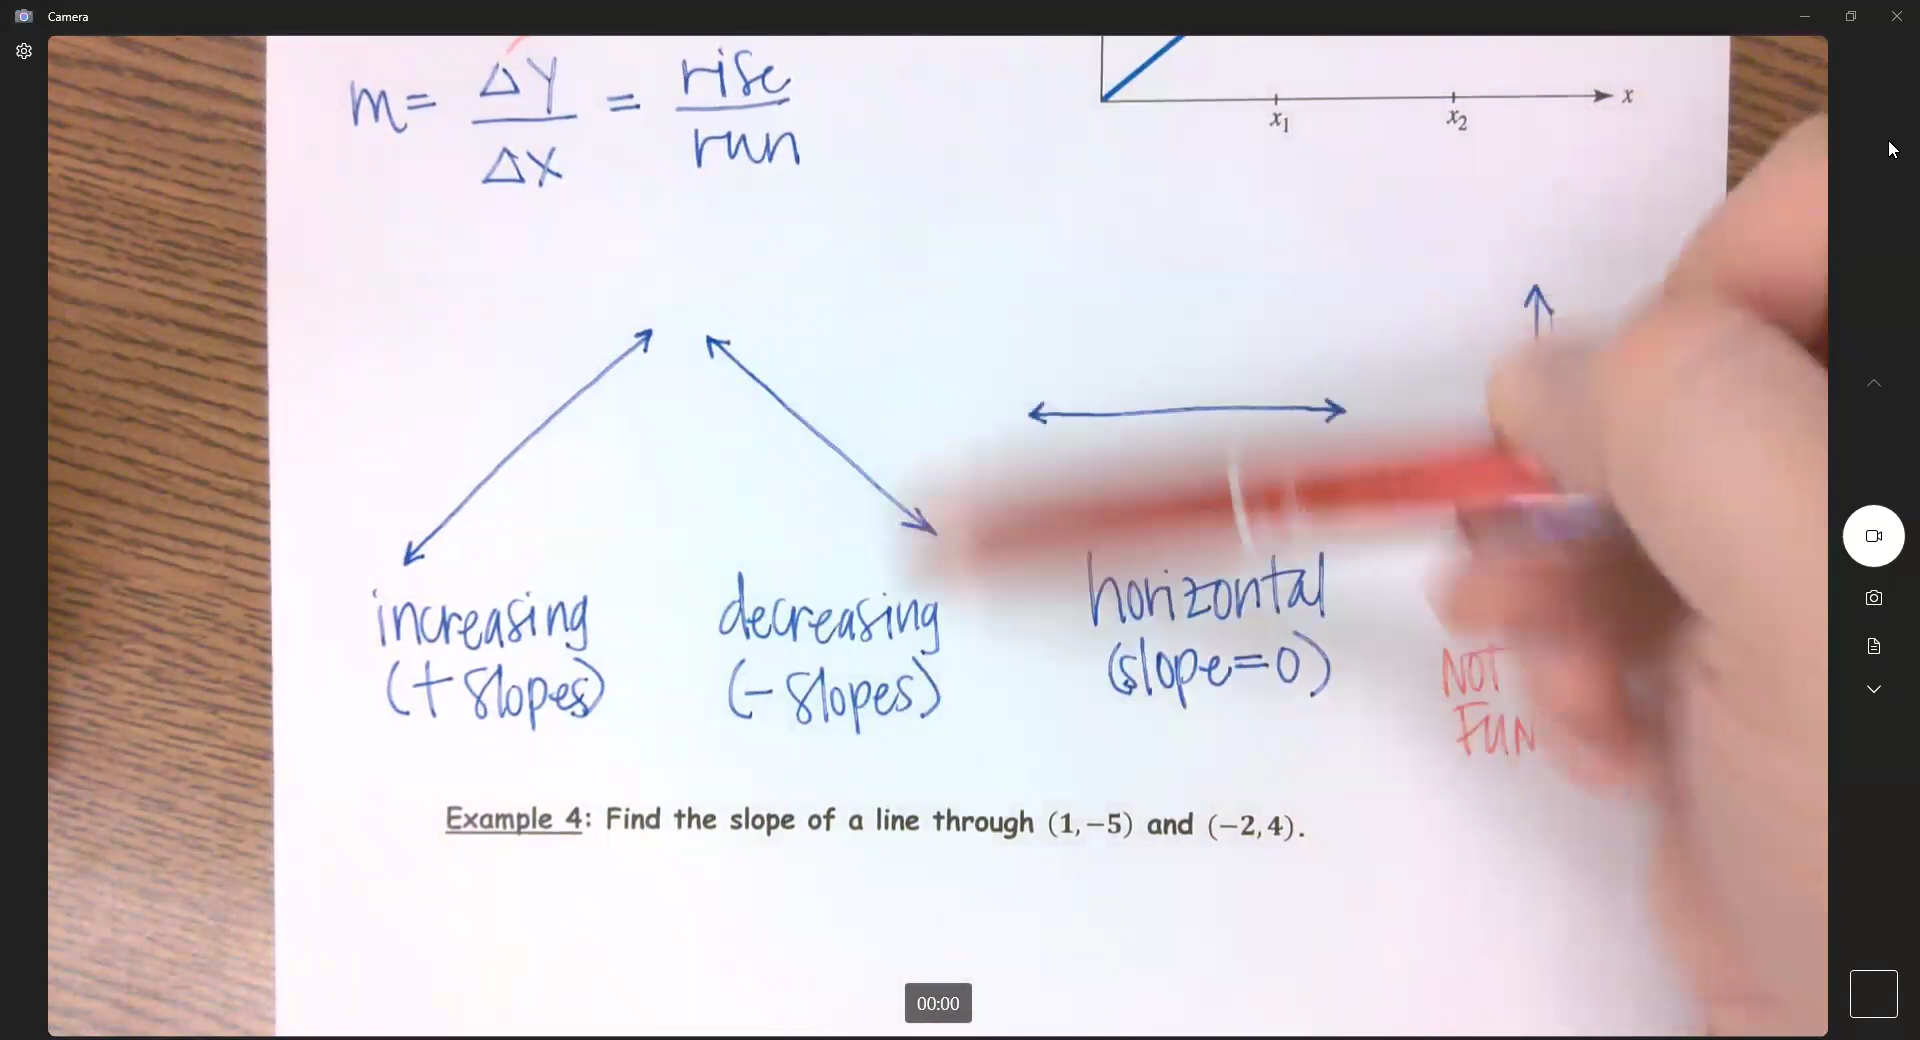 Camera
m = ΔY/ΔX = rise/run
x
x₁ x₂
increasing
(+ slopes)
decreasing
(- slopes)
horizontal
(slope=0)
NOT
FUN
Example 4: Find the slope of a line through (1,−5) and (−2,4).
00:00